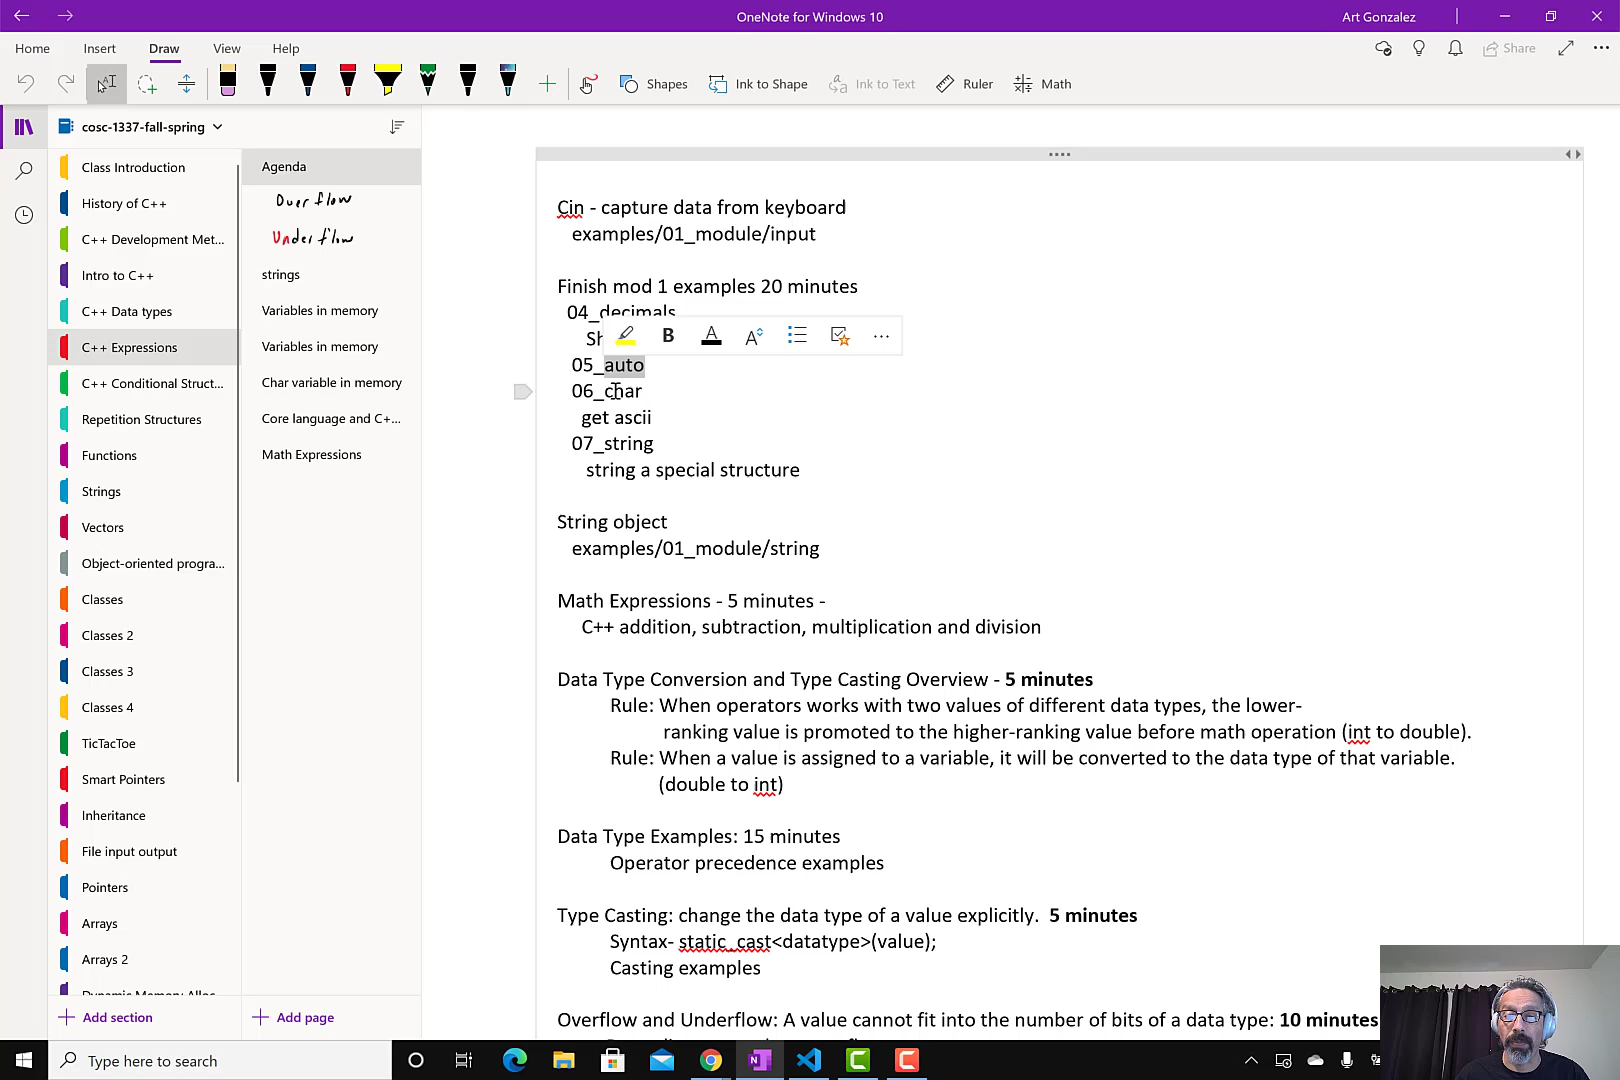 OneNote for Windows 10
Art Gonzalez
Home Insert Draw View Help
Share
Shapes
Ink to Shape
Ink to Text
Ruler
Math
cosc-1337-fall-spring
Class Introduction
History of C++
C++ Development Met...
Intro to C++
C++ Data types
C++ Expressions
C++ Conditional Struct...
Repetition Structures
Functions
Strings
Vectors
Object-oriented progra...
Classes
Classes 2
Classes 3
Classes 4
TicTacToe
Smart Pointers
Inheritance
File input output
Pointers
Arrays
Arrays 2
Dynamic Memory Alloc
Add section
Agenda
Over flow
Under flow
strings
Variables in memory
Variables in memory
Char variable in memory
Core language and C+...
Math Expressions
Add page
Cin - capture data from keyboard
examples/01_module/input
Finish mod 1 examples 20 minutes
04_decimals
Sh
05_auto
06_char
get ascii
07_string
string a special structure
String object
examples/01_module/string
Math Expressions - 5 minutes -
C++ addition, subtraction, multiplication and division
Data Type Conversion and Type Casting Overview - 5 minutes
Rule: When operators works with two values of different data types, the lower-
ranking value is promoted to the higher-ranking value before math operation (int to double).
Rule: When a value is assigned to a variable, it will be converted to the data type of that variable.
(double to int)
Data Type Examples: 15 minutes
Operator precedence examples
Type Casting: change the data type of a value explicitly. 5 minutes
Syntax- static_cast<datatype>(value);
Casting examples
Overflow and Underflow: A value cannot fit into the number of bits of a data type: 10 minutes
Type here to search